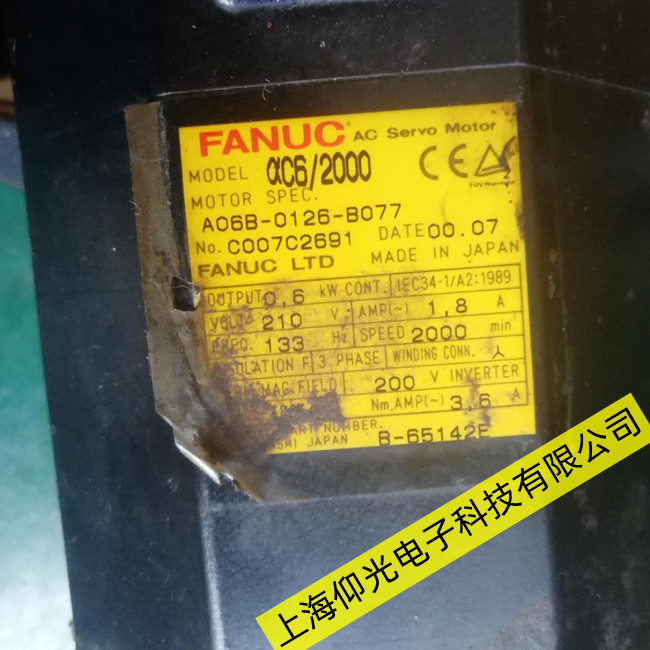 FANUC AC Servo Motor
MODEL αC6/2000
CE
MOTOR SPEC.
A06B-0126-B077
No. C007C2691 DATE 00.07
FANUC LTD MADE IN JAPAN
OUTPUT 0,6 kW CONT. IEC34-1/A2:1989
VOLT 210 V~ AMP(~) 1,8 A
FREQ. 133 Hz SPEED 2000 min⁻¹
INSULATION F 3 PHASE WINDING CONN.
MAG.FIELD 200 V INVERTER
Nm, AMP(~) 3,6 A
PART NUMBER. B-65142E
JAPAN
上海仰光电子科技有限公司